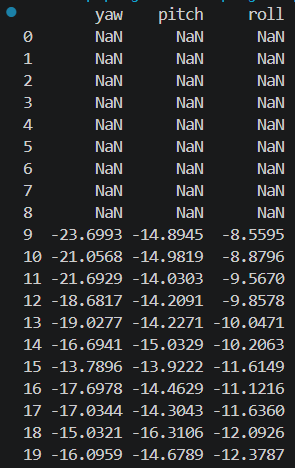 yaw pitch roll
0 NaN NaN NaN
1 NaN NaN NaN
2 NaN NaN NaN
3 NaN NaN NaN
4 NaN NaN NaN
5 NaN NaN NaN
6 NaN NaN NaN
7 NaN NaN NaN
8 NaN NaN NaN
9 -23.6993 -14.8945 -8.5595
10 -21.0568 -14.9819 -8.8796
11 -21.6929 -14.0303 -9.5670
12 -18.6817 -14.2091 -9.8578
13 -19.0277 -14.2271 -10.0471
14 -16.6941 -15.0329 -10.2063
15 -13.7896 -13.9222 -11.6149
16 -17.6978 -14.4629 -11.1216
17 -17.0344 -14.3043 -11.6360
18 -15.0321 -16.3106 -12.0926
19 -16.0959 -14.6789 -12.3787